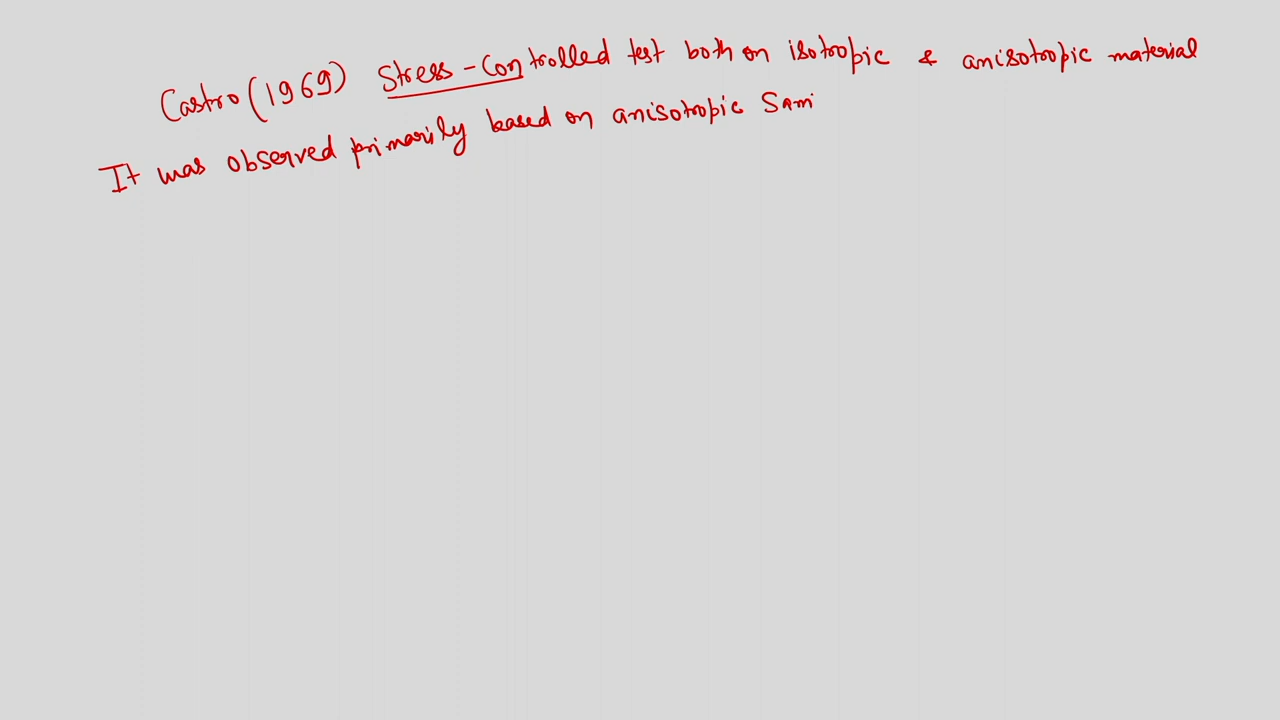 Castro (1969) Stress-Controlled test both on isotropic & anisotropic material
It was observed primarily based on anisotropic Sam